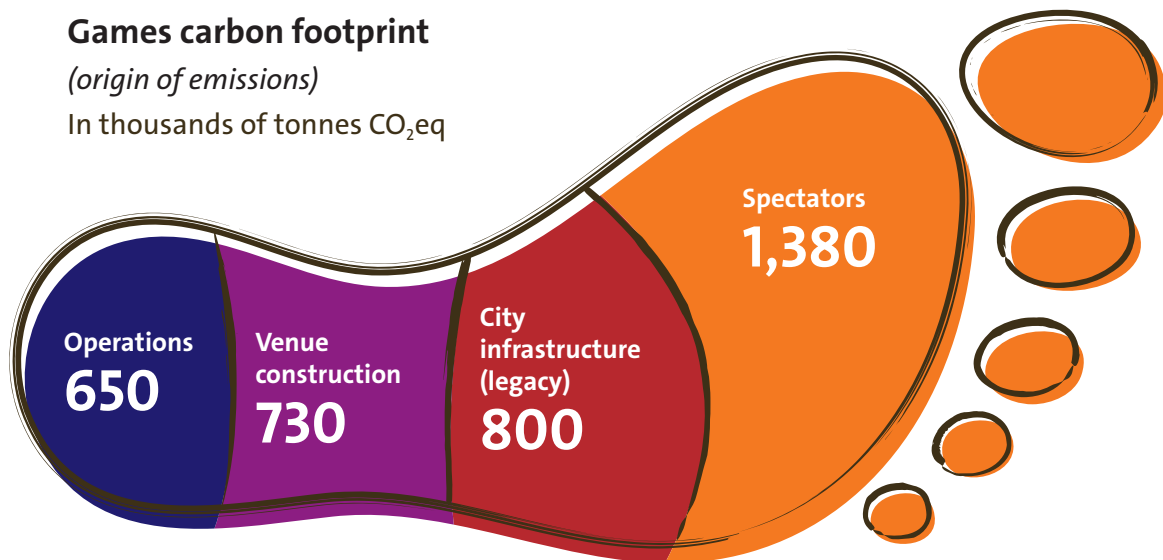 Games carbon footprint
(origin of emissions)
In thousands of tonnes CO₂eq
Operations
650
Venue
construction
730
City
infrastructure
(legacy)
800
Spectators
1,380